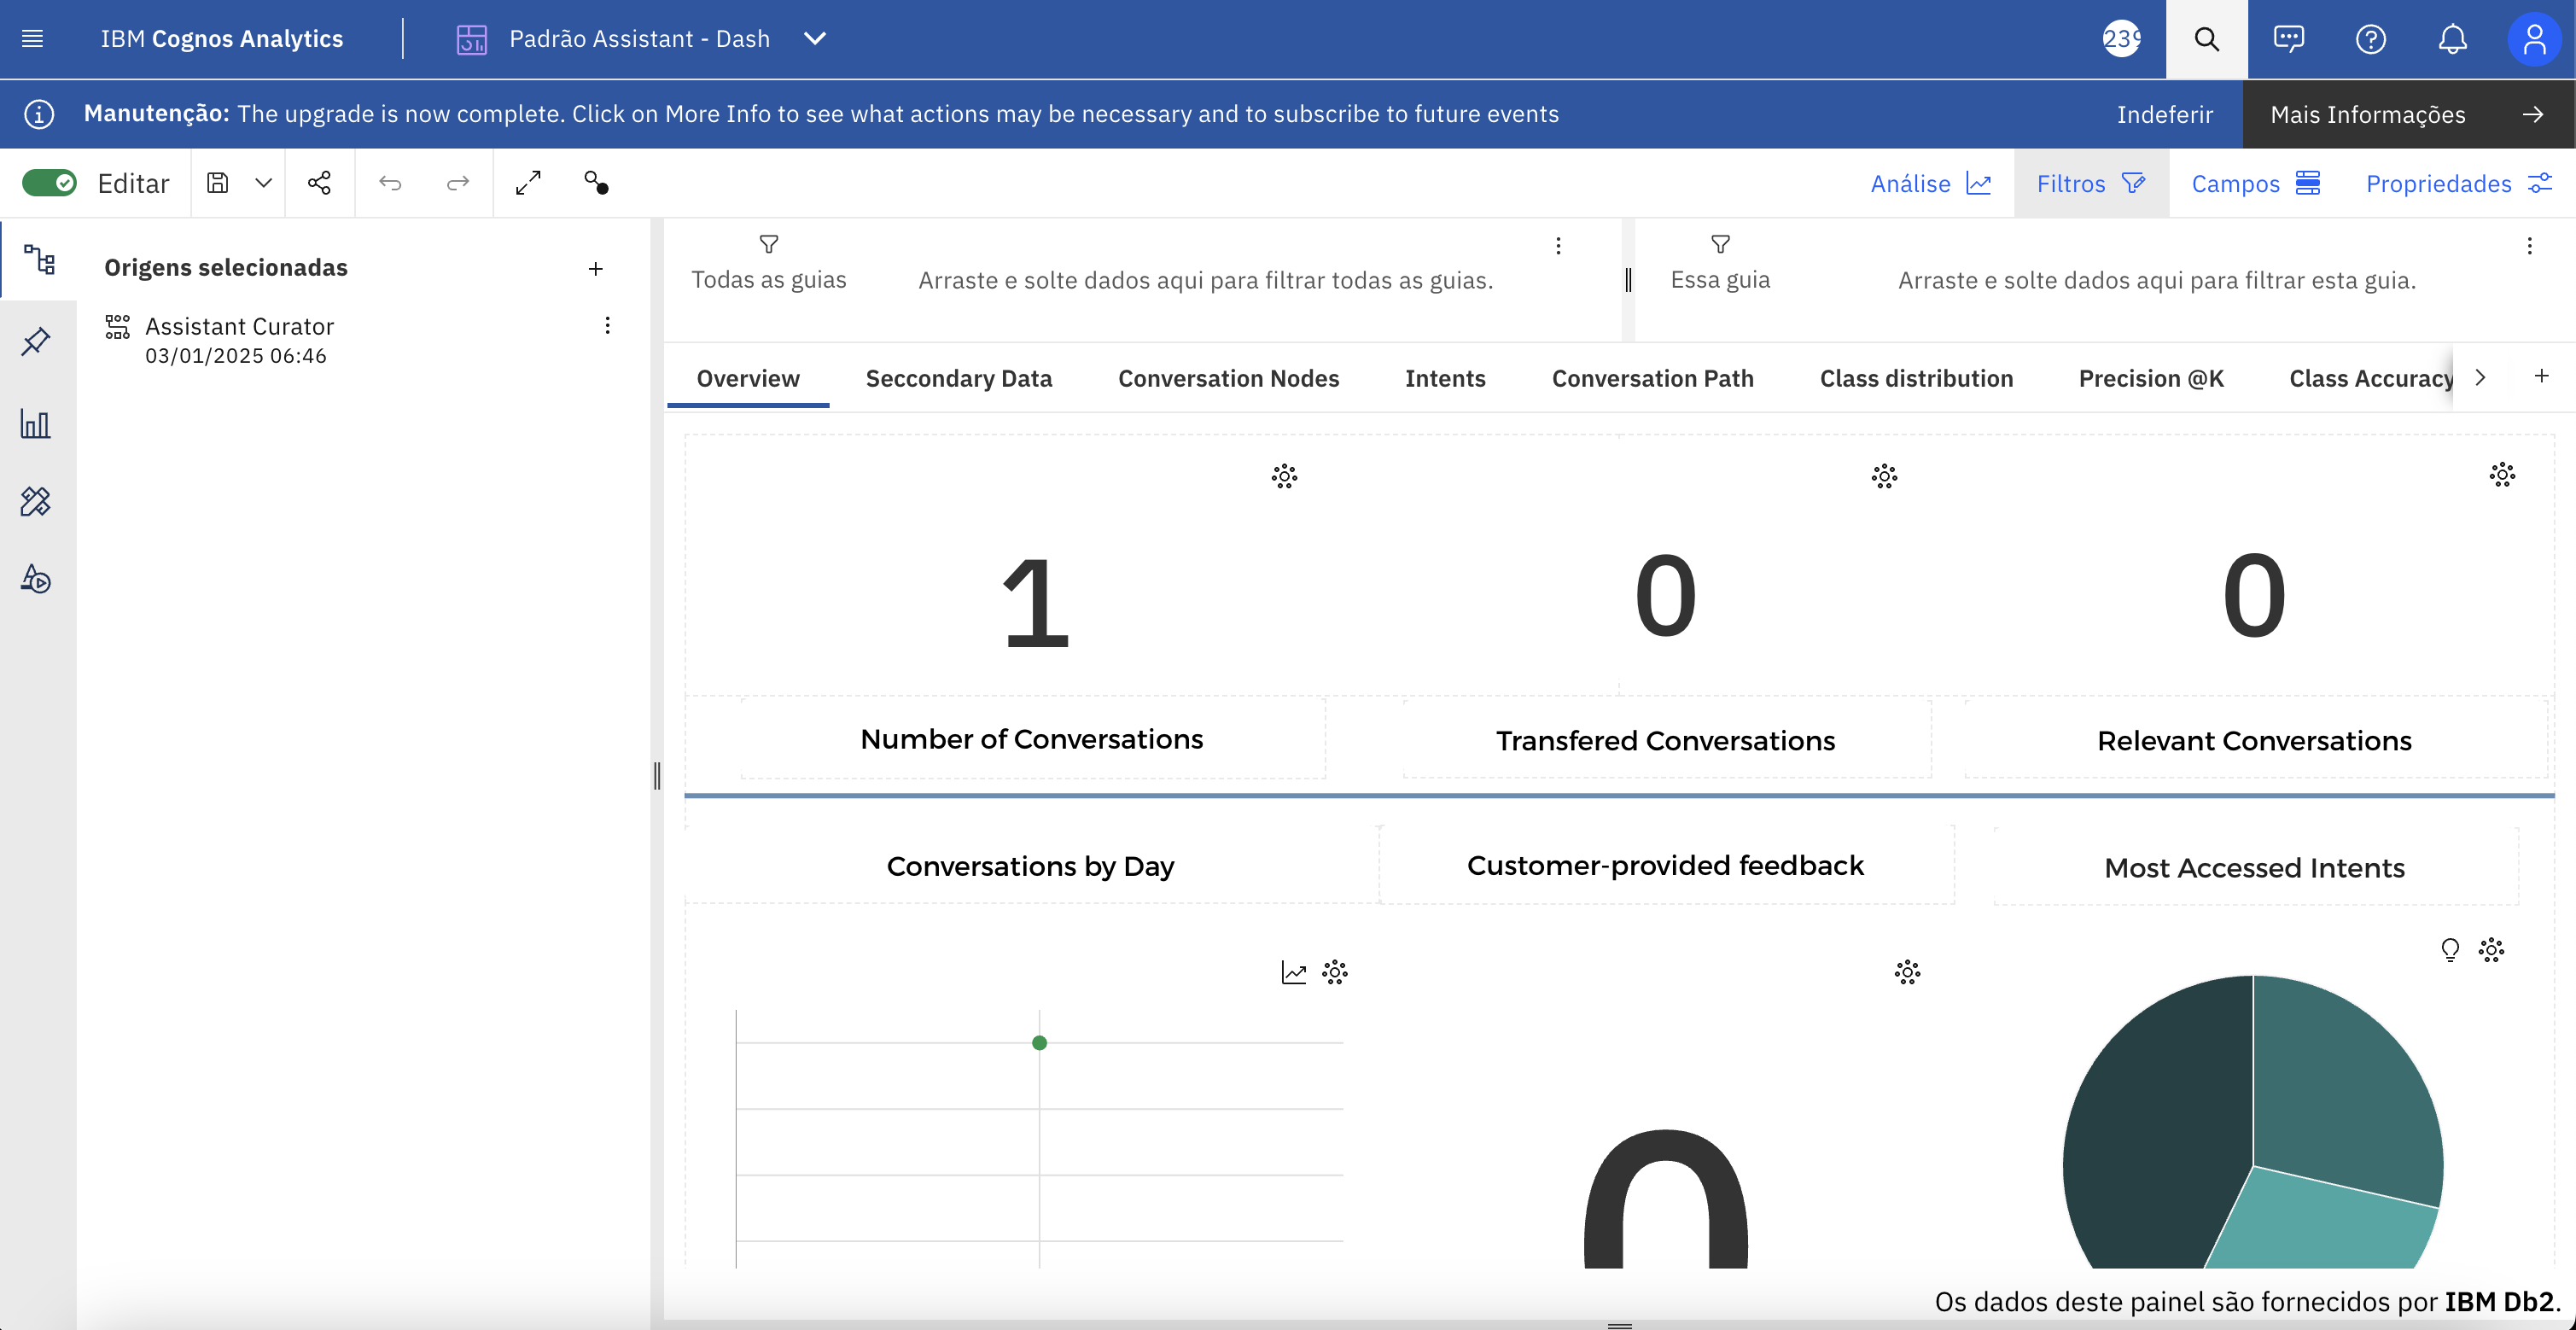 IBM Cognos Analytics
Padrão Assistant - Dash
239
Manutenção: The upgrade is now complete. Click on More Info to see what actions may be necessary and to subscribe to future events
Indeferir
Mais Informações
Editar
Análise
Filtros
Campos
Propriedades
Origens selecionadas
Assistant Curator
03/01/2025 06:46
Todas as guias
Arraste e solte dados aqui para filtrar todas as guias.
Essa guia
Arraste e solte dados aqui para filtrar esta guia.
Overview
Seccondary Data
Conversation Nodes
Intents
Conversation Path
Class distribution
Precision @K
Class Accuracy
1
0
0
Number of Conversations
Transfered Conversations
Relevant Conversations
Conversations by Day
Customer-provided feedback
Most Accessed Intents
0
Os dados deste painel são fornecidos por IBM Db2.